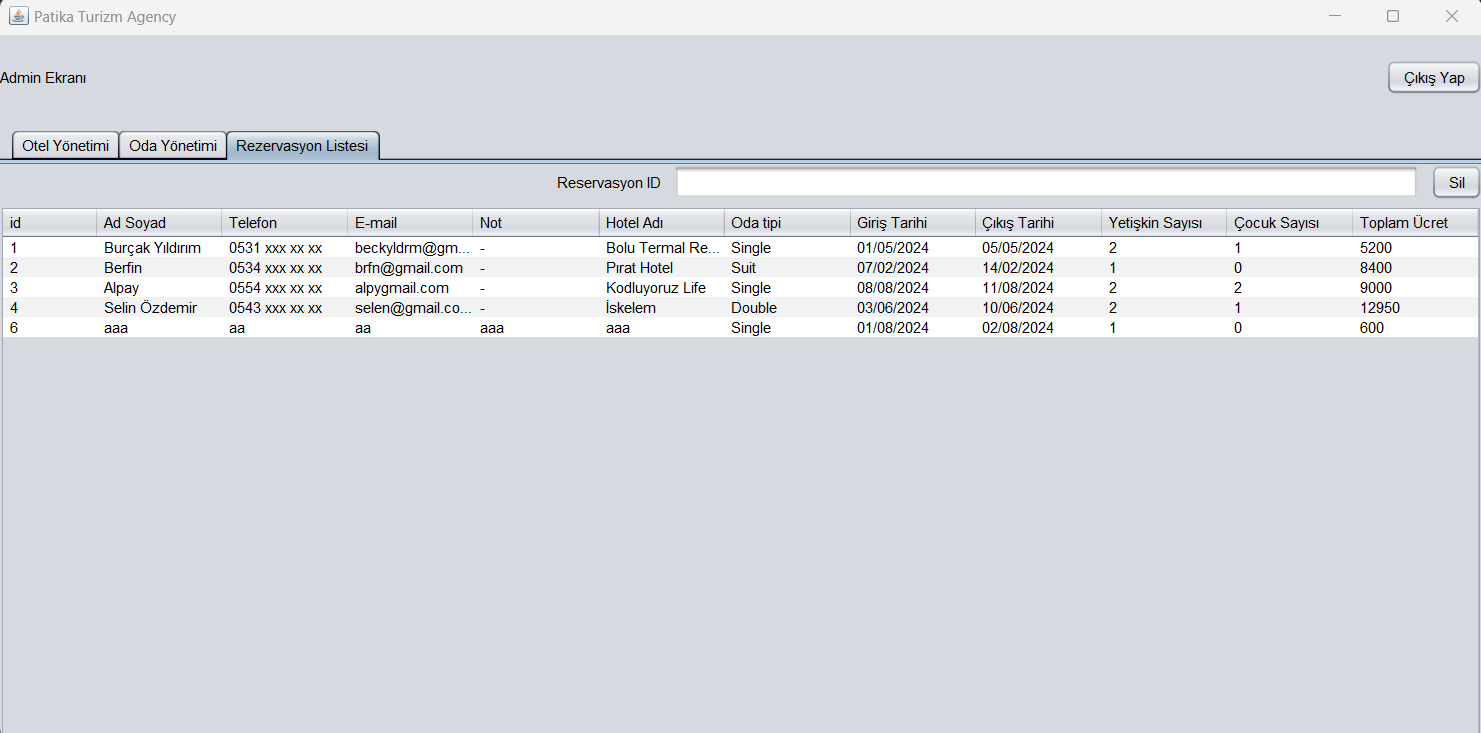 Patika Turizm Agency
Admin Ekranı
Çıkış Yap
Otel Yönetimi Oda Yönetimi Rezervasyon Listesi
Reservasyon ID Sil
id Ad Soyad Telefon E-mail Not Hotel Adı Oda tipi Giriş Tarihi Çıkış Tarihi Yetişkin Sayısı Çocuk Sayısı Toplam Ücret
1 Burçak Yıldırım 0531 xxx xx xx beckyldrm@gm... - Bolu Termal Re... Single 01/05/2024 05/05/2024 2 1 5200
2 Berfin 0534 xxx xx xx brfn@gmail.com - Pırat Hotel Suit 07/02/2024 14/02/2024 1 0 8400
3 Alpay 0554 xxx xx xx alpygmail.com - Kodluyoruz Life Single 08/08/2024 11/08/2024 2 2 9000
4 Selin Özdemir 0543 xxx xx xx selen@gmail.co... - İskelem Double 03/06/2024 10/06/2024 2 1 12950
6 aaa aa aa aaa aaa Single 01/08/2024 02/08/2024 1 0 600